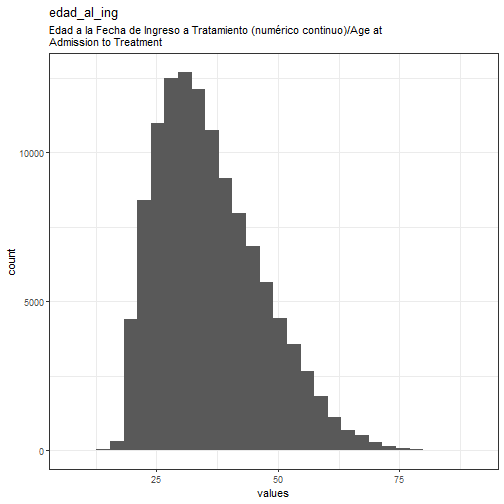 edad_al_ing
Edad a la Fecha de Ingreso a Tratamiento (numérico continuo)/Age at
Admission to Treatment
10000
5000
0
count
25 50 75
values